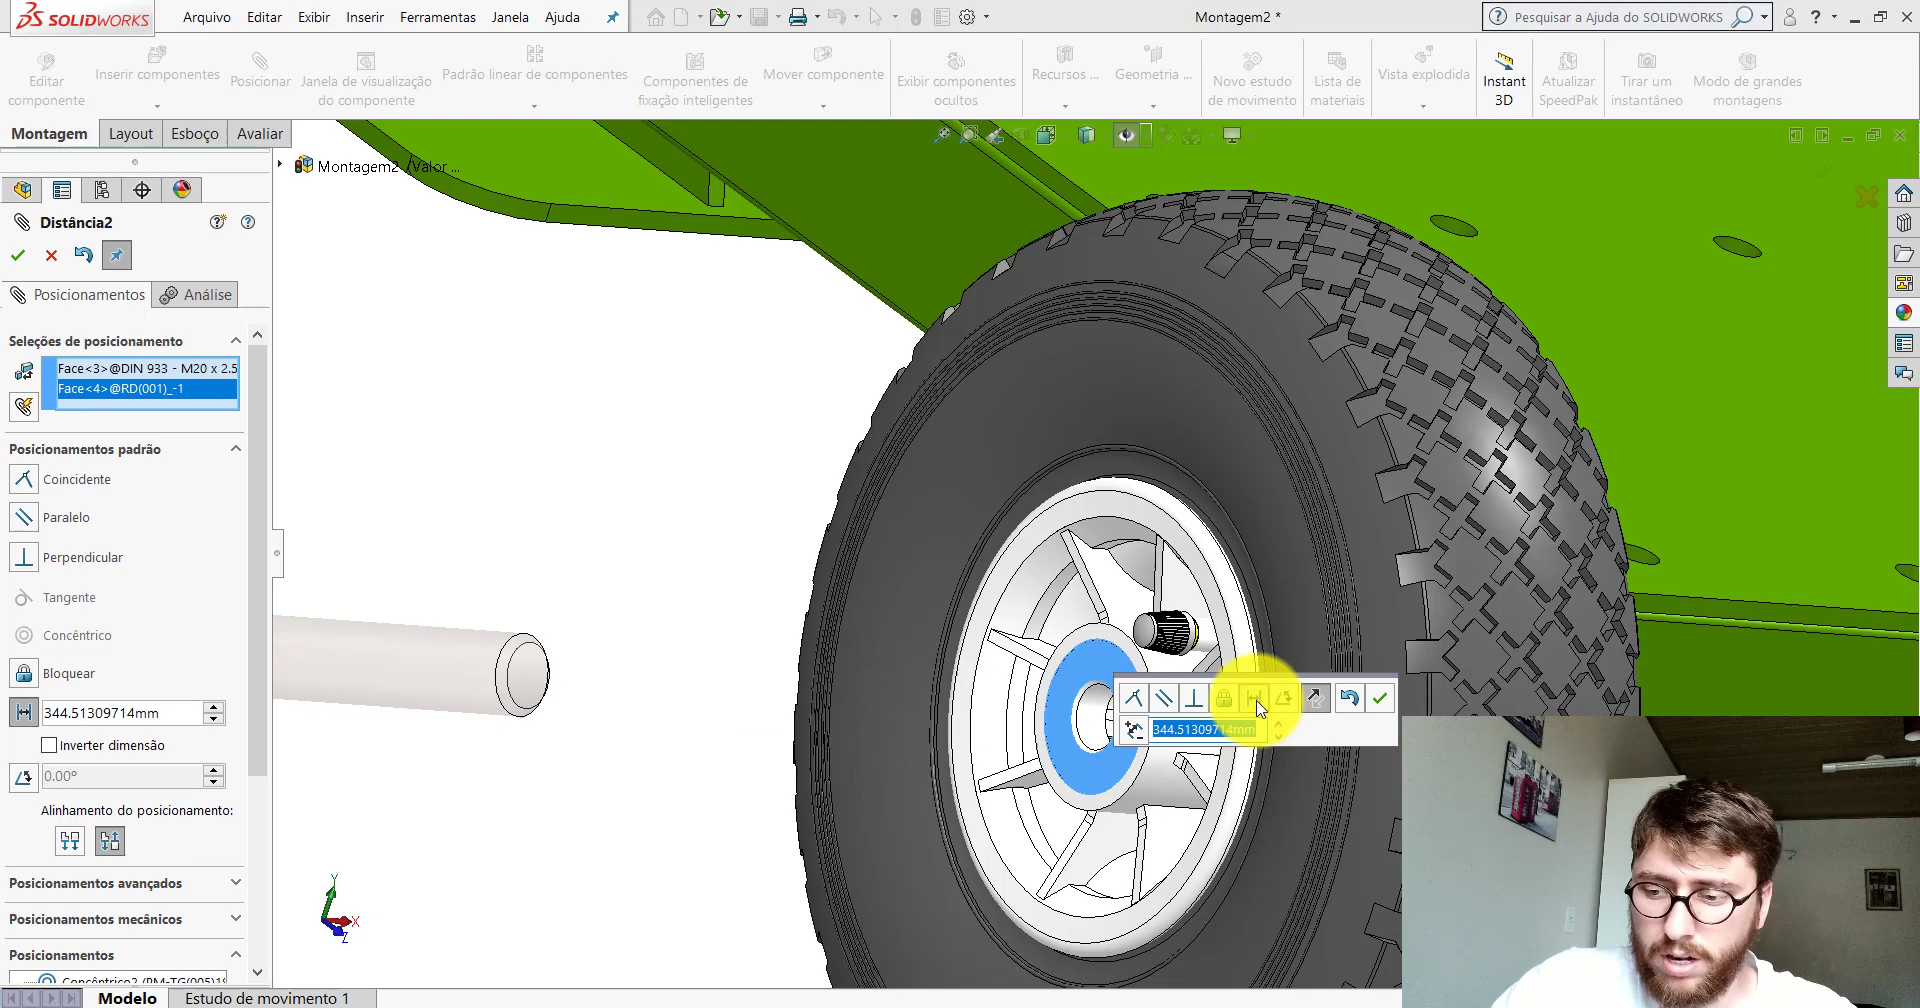 SOLIDWORKS
Arquivo Editar Exibir Inserir Ferramentas Janela Ajuda
Montagem2 *
Pesquisar a Ajuda do SOLIDWORKS
Editar componente
Inserir componentes
Posicionar
Janela de visualização do componente
Padrão linear de componentes
Componentes de fixação inteligentes
Mover componente
Exibir componentes ocultos
Recursos ...
Geometria ...
Novo estudo de movimento
Lista de materiais
Vista explodida
Instant 3D
Atualizar SpeedPak
Tirar um instantâneo
Modo de grandes montagens
Montagem Layout Esboço Avaliar
Montagem2 (Valor ...
Distância2
Posicionamentos Análise
Seleções de posicionamento
Face<3>@DIN 933 - M20 x 2.5
Face<4>@RD(001)_-1
Posicionamentos padrão
Coincidente
Paralelo
Perpendicular
Tangente
Concêntrico
Bloquear
344.51309714mm
344.51309714mm
Inverter dimensão
0.00°
Alinhamento do posicionamento:
Posicionamentos avançados
Posicionamentos mecânicos
Posicionamentos
Y
X
Z
Modelo Estudo de movimento 1